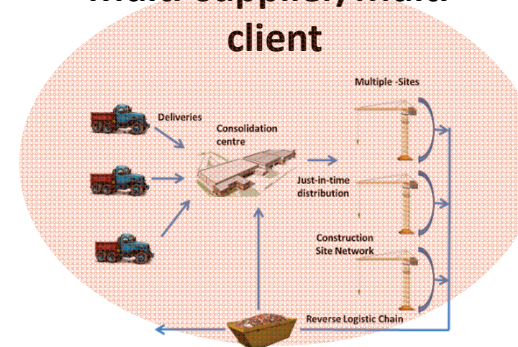 client
Multiple -Sites
Deliveries
Consolidation
centre
Just-in-time
distribution
Construction
Site Network
Reverse Logistic Chain